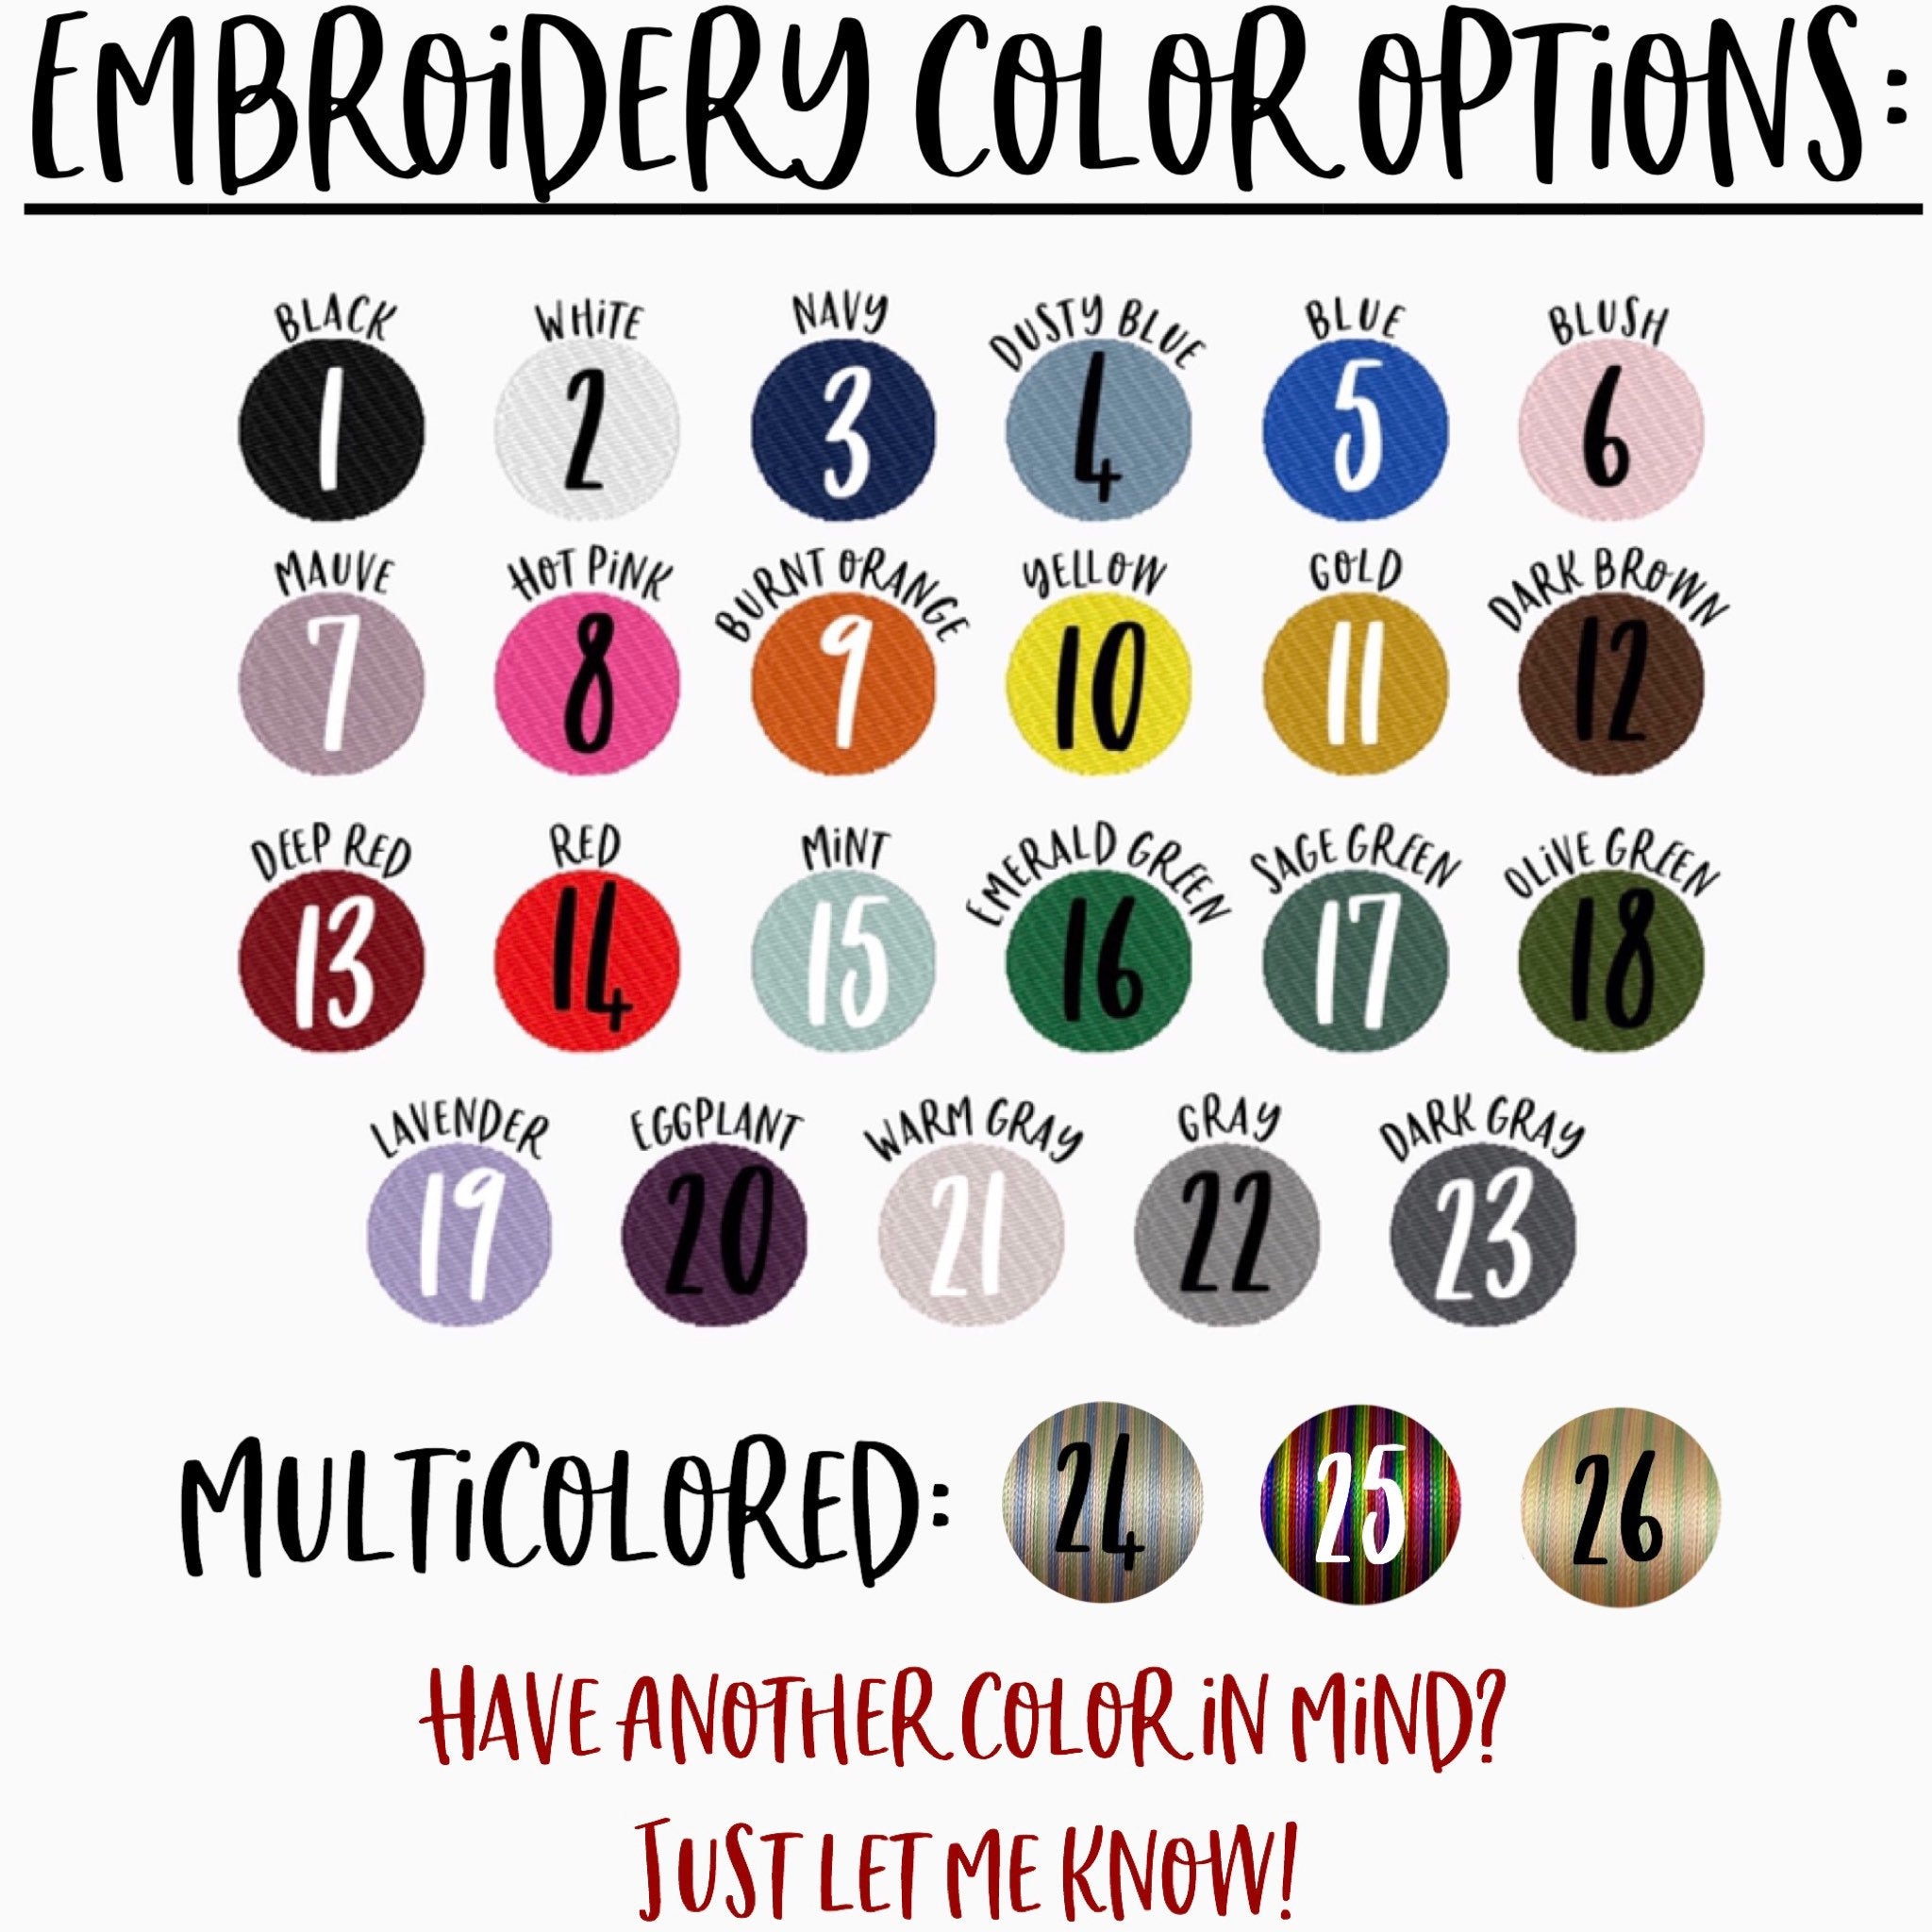 EMBROiDERY COLOR OPTiONS:
BLACK WHiTE NAVY DUSTY BLUE BLUE BLUSH
1 2 3 4 5 6
MAUVE HOT PiNK BURNT ORANGE YELLOW GOLD DARK BROWN
7 8 9 10 11 12
DEEP RED RED MiNT EMERALD GREEN SAGE GREEN OLiVE GREEN
13 14 15 16 17 18
LAVENDER EGGPLANT WARM GRAY GRAY DARK GRAY
19 20 21 22 23
MULTiCOLORED: 24 25 26
HAVE ANOTHER COLOR iN MiND?
JUST LET ME KNOW!